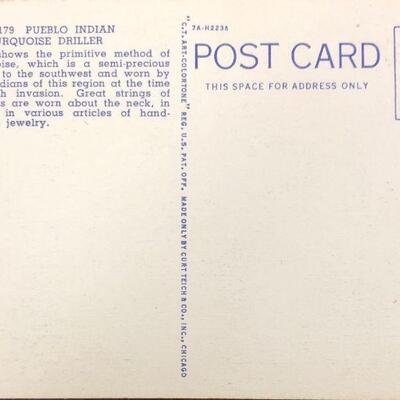 179 PUEBLO INDIAN
URQUOISE DRILLER
shows the primitive method of
oise, which is a semi-precious
to the southwest and worn by
dians of this region at the time
h invasion. Great strings of
s are worn about the neck, in
in various articles of hand-
jewelry.
"C.T. ART-COLORTONE" REG. U.S. PAT. OFF.
MADE ONLY BY CURT TEICH & CO., INC., CHICAGO
7A-H2238
POST CARD
THIS SPACE FOR ADDRESS ONLY